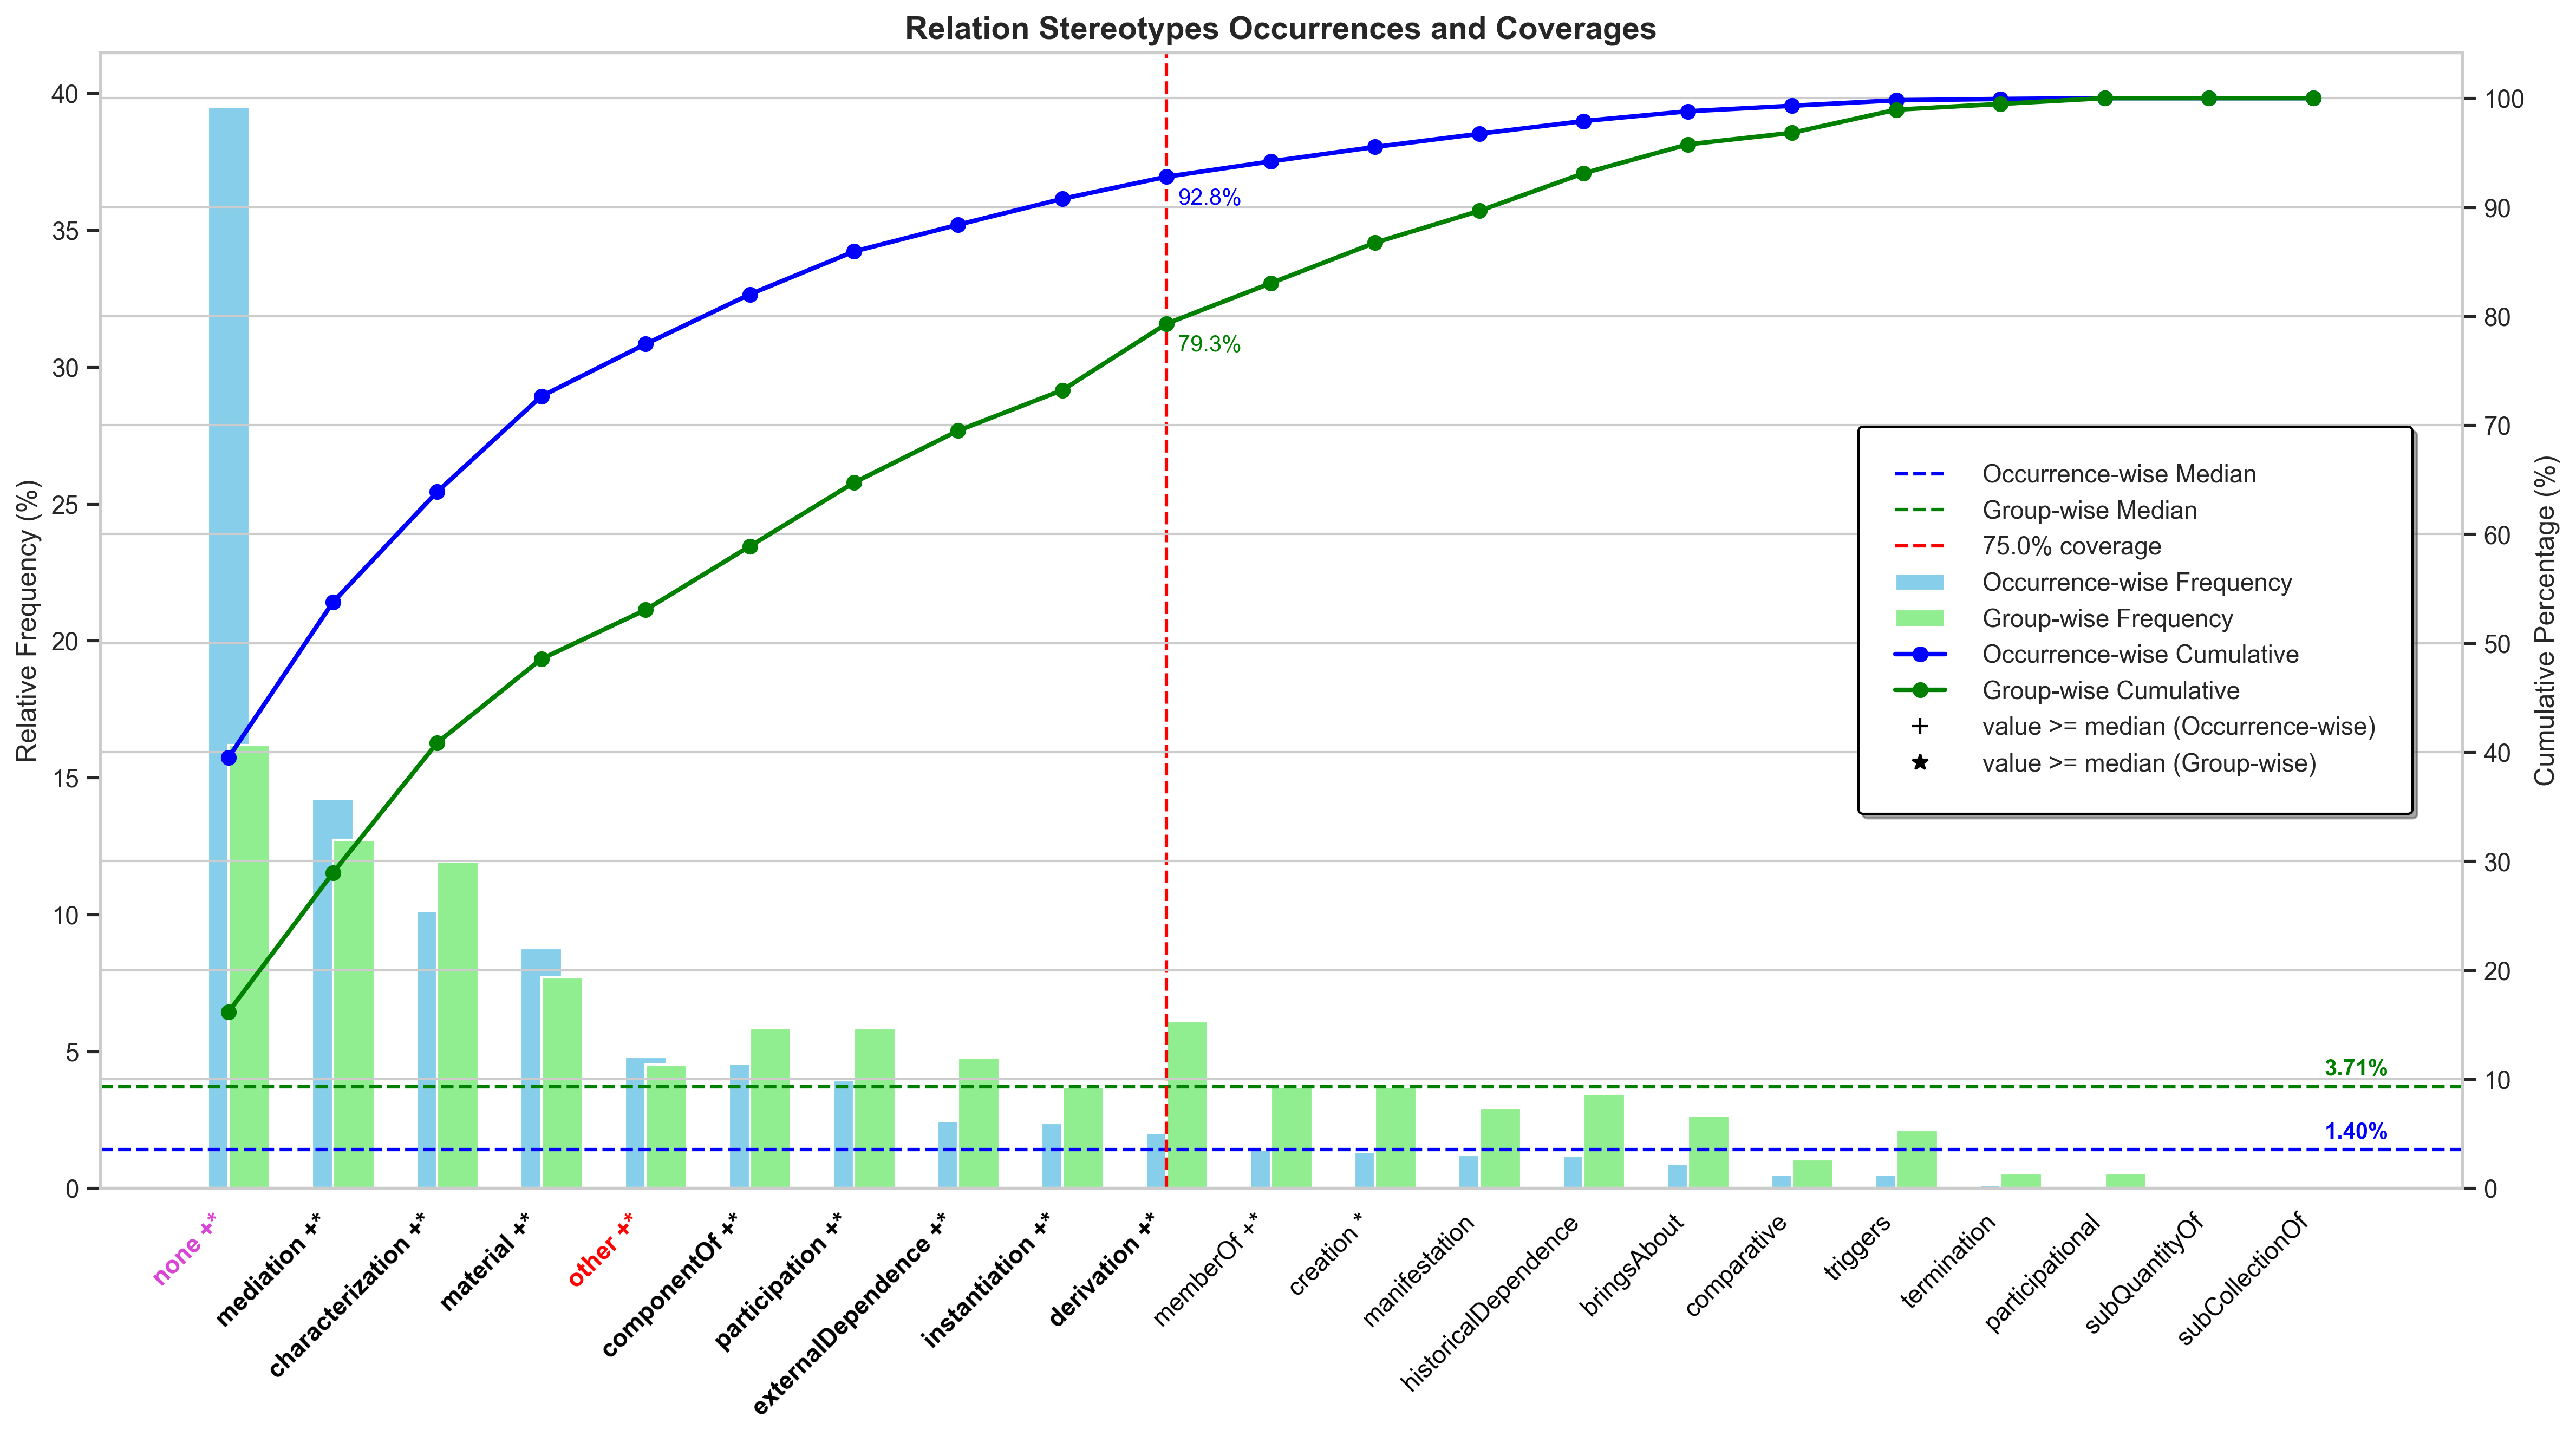 Relation Stereotypes Occurrences and Coverages
Relative Frequency (%)
40
35
30
25
20
15
10
5
0
Cumulative Percentage (%)
100
90
80
70
60
50
40
30
20
10
0
92.8%
79.3%
3.71%
1.40%
Occurrence-wise Median
Group-wise Median
75.0% coverage
Occurrence-wise Frequency
Group-wise Frequency
Occurrence-wise Cumulative
Group-wise Cumulative
value >= median (Occurrence-wise)
value >= median (Group-wise)
none +*
mediation +*
characterization +*
material +*
other +*
componentOf +*
participation +*
externalDependence +*
instantiation +*
derivation +*
memberOf +*
creation *
manifestation
historicalDependence
bringsAbout
comparative
triggers
termination
participational
subQuantityOf
subCollectionOf